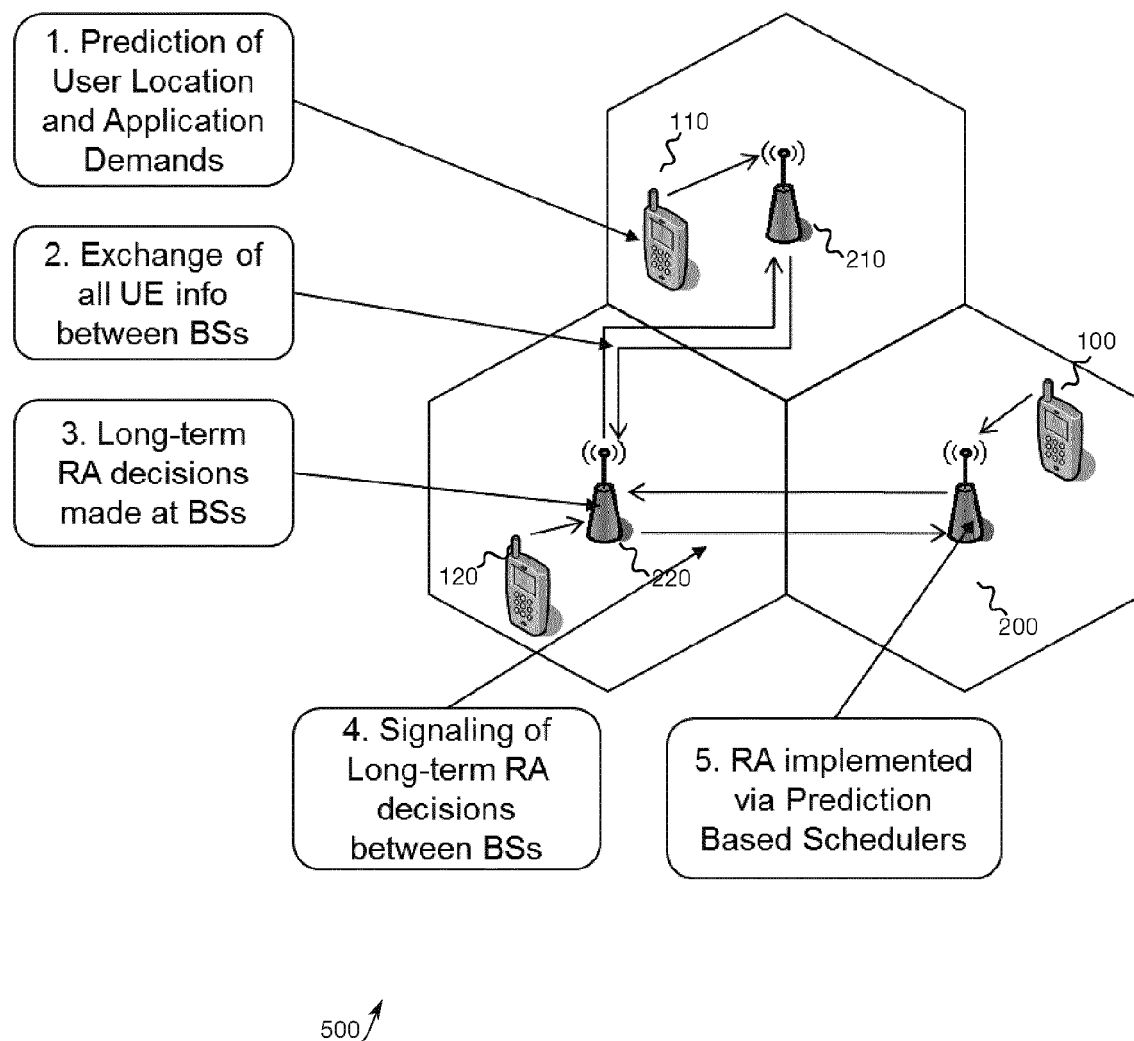 1. Prediction of
User Location
and Application
Demands
110
210
2. Exchange of
all UE info
between BSs
100
3. Long-term
RA decisions
made at BSs
120
220
200
4. Signaling of
Long-term RA
decisions
between BSs
5. RA implemented
via Prediction
Based Schedulers
500